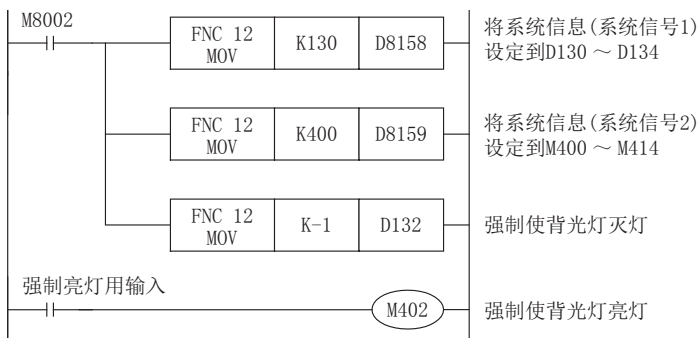 M8002
FNC 12
MOV
K130
D8158
将系统信息(系统信号1)
设定到D130 ～ D134
FNC 12
MOV
K400
D8159
将系统信息(系统信号2)
设定到M400 ～ M414
FNC 12
MOV
K-1
D132
强制使背光灯灭灯
强制亮灯用输入
M402
强制使背光灯亮灯